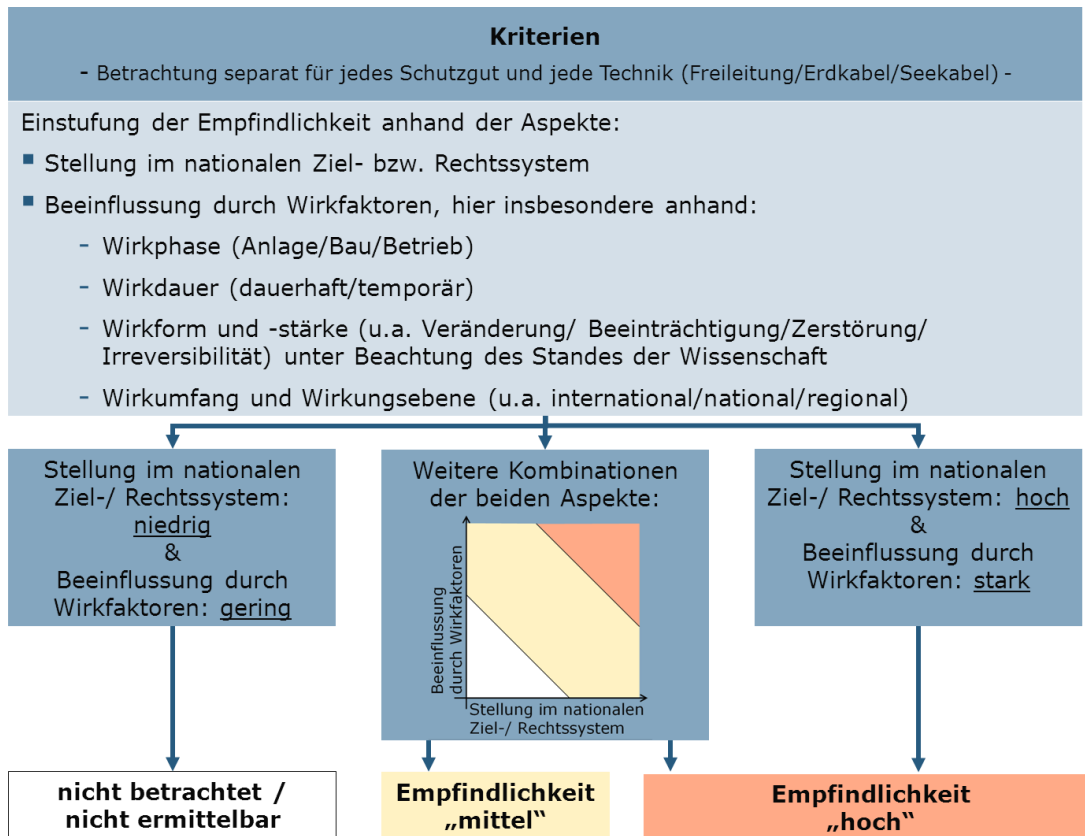 Kriterien
- Betrachtung separat für jedes Schutzgut und jede Technik (Freileitung/Erdkabel/Seekabel) -
Einstufung der Empfindlichkeit anhand der Aspekte:
▪ Stellung im nationalen Ziel- bzw. Rechtssystem
▪ Beeinflussung durch Wirkfaktoren, hier insbesondere anhand:
- Wirkphase (Anlage/Bau/Betrieb)
- Wirkdauer (dauerhaft/temporär)
- Wirkform und -stärke (u.a. Veränderung/ Beeinträchtigung/Zerstörung/
Irreversibilität) unter Beachtung des Standes der Wissenschaft
- Wirkumfang und Wirkungsebene (u.a. international/national/regional)
Stellung im nationalen
Ziel-/ Rechtssystem:
niedrig
&
Beeinflussung durch
Wirkfaktoren: gering
Weitere Kombinationen
der beiden Aspekte:
Beeinflussung
durch Wirkfaktoren
Stellung im nationalen
Ziel-/ Rechtssystem
Stellung im nationalen
Ziel-/ Rechtssystem: hoch
&
Beeinflussung durch
Wirkfaktoren: stark
nicht betrachtet /
nicht ermittelbar
Empfindlichkeit
„mittel"
Empfindlichkeit
„hoch"